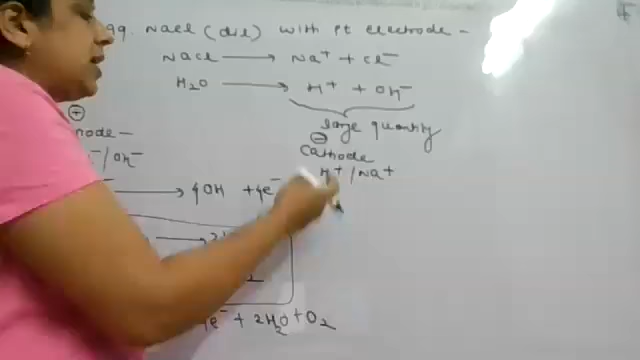 aq. NaCl (dil) with pt electrode -
NaCl ⟶ Na⁺ + Cl⁻
H₂O ⟶ H⁺ + OH⁻
large quantity
⊕
node -
⊖
Cathode
⁻/OH⁻
H⁺/Na⁺
⁻ ⟶ 4OH + 4e⁻
⟶
2
e⁻ + 2H₂O + O₂